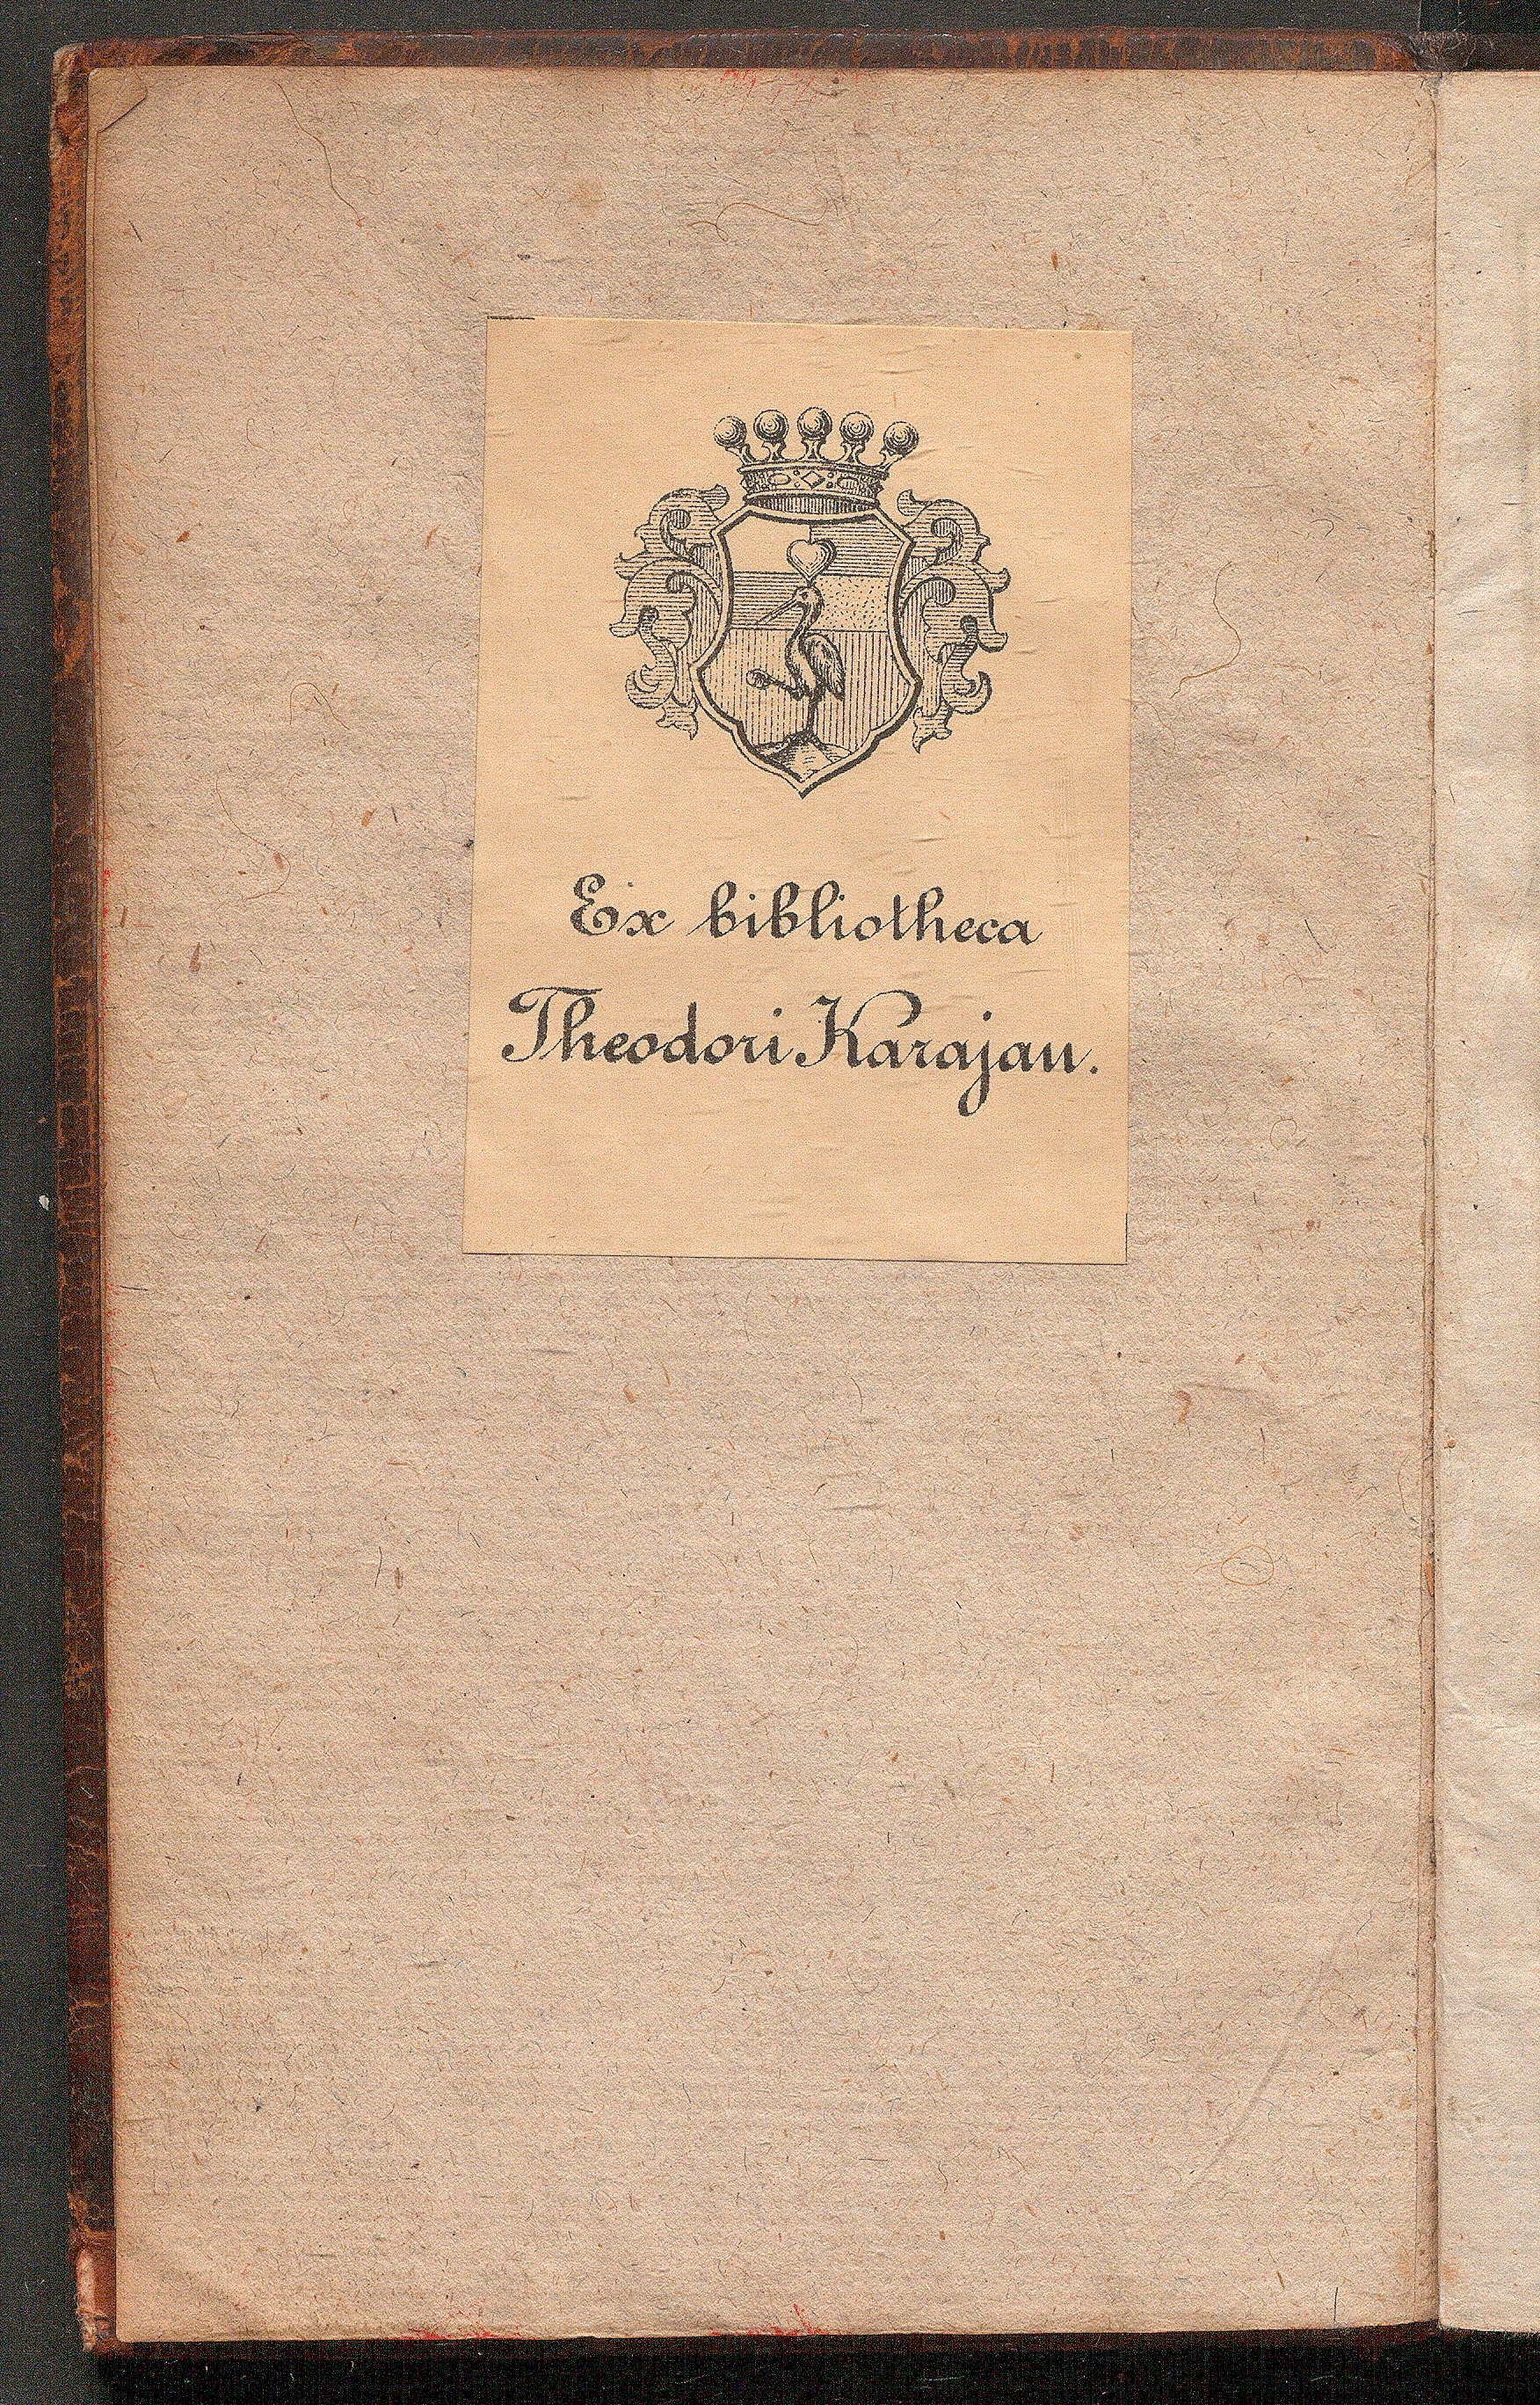 Ex bibliotheca
Theodori Karajan.